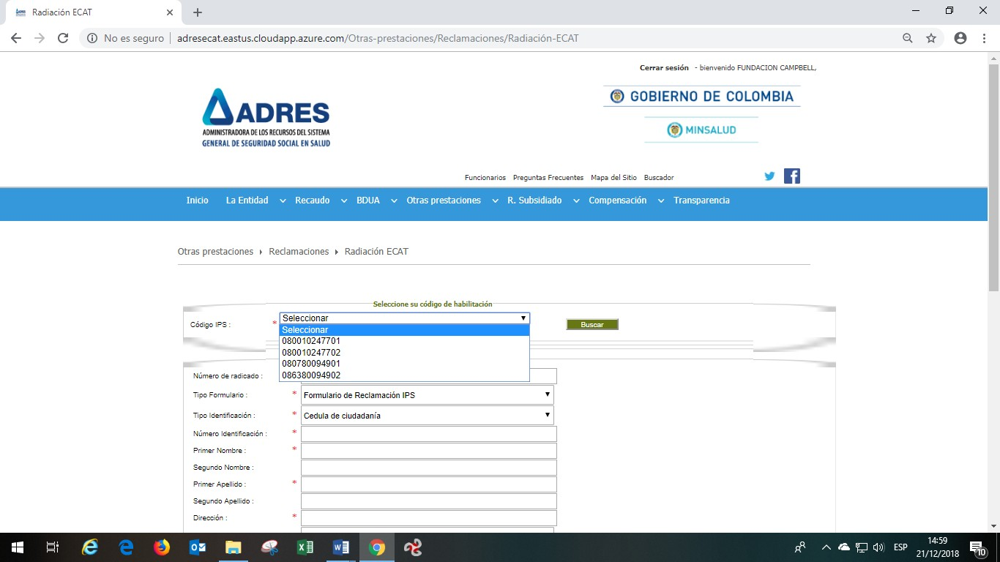 Radiación ECAT
No es seguro
adresecat.eastus.cloudapp.azure.com/Otras-prestaciones/Reclamaciones/Radiación-ECAT
Cerrar sesión - bienvenido FUNDACION CAMPBELL,
ADRES
ADMINISTRADORA DE LOS RECURSOS DEL SISTEMA
GENERAL DE SEGURIDAD SOCIAL EN SALUD
GOBIERNO DE COLOMBIA
MINSALUD
Funcionarios Preguntas Frecuentes Mapa del Sitio Buscador
Inicio La Entidad Recaudo BDUA Otras prestaciones R. Subsidiado Compensación Transparencia
Otras prestaciones Reclamaciones Radiación ECAT
Seleccione su código de habilitación
Código IPS : * Seleccionar Buscar
Seleccionar
080010247701
080010247702
080780094901
086380094902
Número de radicado :
Tipo Formulario : * Formulario de Reclamación IPS
Tipo Identificación : * Cedula de ciudadanía
Número Identificación : *
Primer Nombre : *
Segundo Nombre :
Primer Apellido : *
Segundo Apellido :
Dirección : *
ESP
14:59
21/12/2018
10